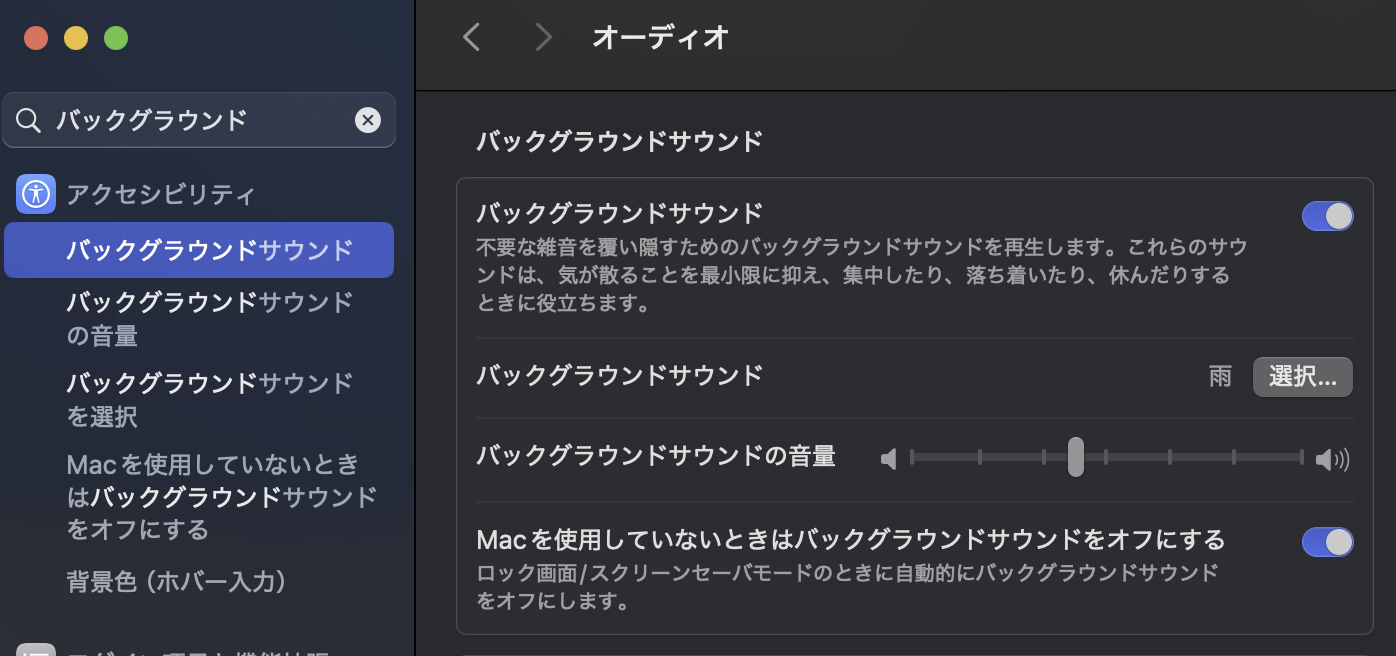 オーディオ
バックグラウンド
アクセシビリティ
バックグラウンドサウンド
バックグラウンドサウンド
の音量
バックグラウンドサウンド
を選択
Macを使用していないとき
はバックグラウンドサウンド
をオフにする
背景色（ホバー入力）
バックグラウンドサウンド
バックグラウンドサウンド
不要な雑音を覆い隠すためのバックグラウンドサウンドを再生します。これらのサウ
ンドは、気が散ることを最小限に抑え、集中したり、落ち着いたり、休んだりする
ときに役立ちます。
バックグラウンドサウンド
雨 選択...
バックグラウンドサウンドの音量
Macを使用していないときはバックグラウンドサウンドをオフにする
ロック画面/スクリーンセーバモードのときに自動的にバックグラウンドサウンド
をオフにします。